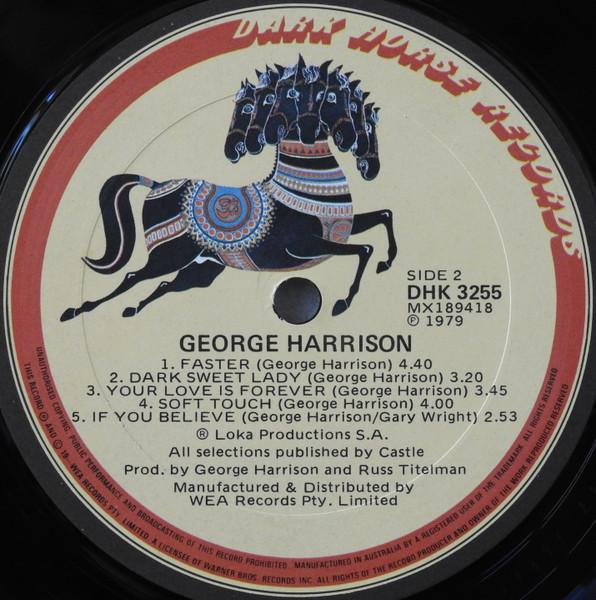 DARK HORSE RECORDS
SIDE 2
DHK 3255
MX189418
℗ 1979
GEORGE HARRISON
1. FASTER (George Harrison) 4.40
2. DARK SWEET LADY (George Harrison) 3.20
3. YOUR LOVE IS FOREVER (George Harrison) 3.45
4. SOFT TOUCH (George Harrison) 4.00
5. IF YOU BELIEVE (George Harrison/Gary Wright) 2.53
® Loka Productions S.A.
All selections published by Castle
Prod. by George Harrison and Russ Titelman
Manufactured & Distributed by
WEA Records Pty. Limited
UNAUTHORISED COPYING, PUBLIC PERFORMANCE AND BROADCASTING OF THIS RECORD PROHIBITED. MANUFACTURED IN AUSTRALIA BY A REGISTERED USER OF THE TRADEMARK. ALL RIGHTS RESERVED.
THIS RECORD ℗ AND © 19 WEA RECORDS PTY. LIMITED. A LICENSEE OF WARNER BROS. RECORDS INC. ALL RIGHTS OF THE RECORD PRODUCER AND OWNER OF THE WORK REPRODUCED RESERVED